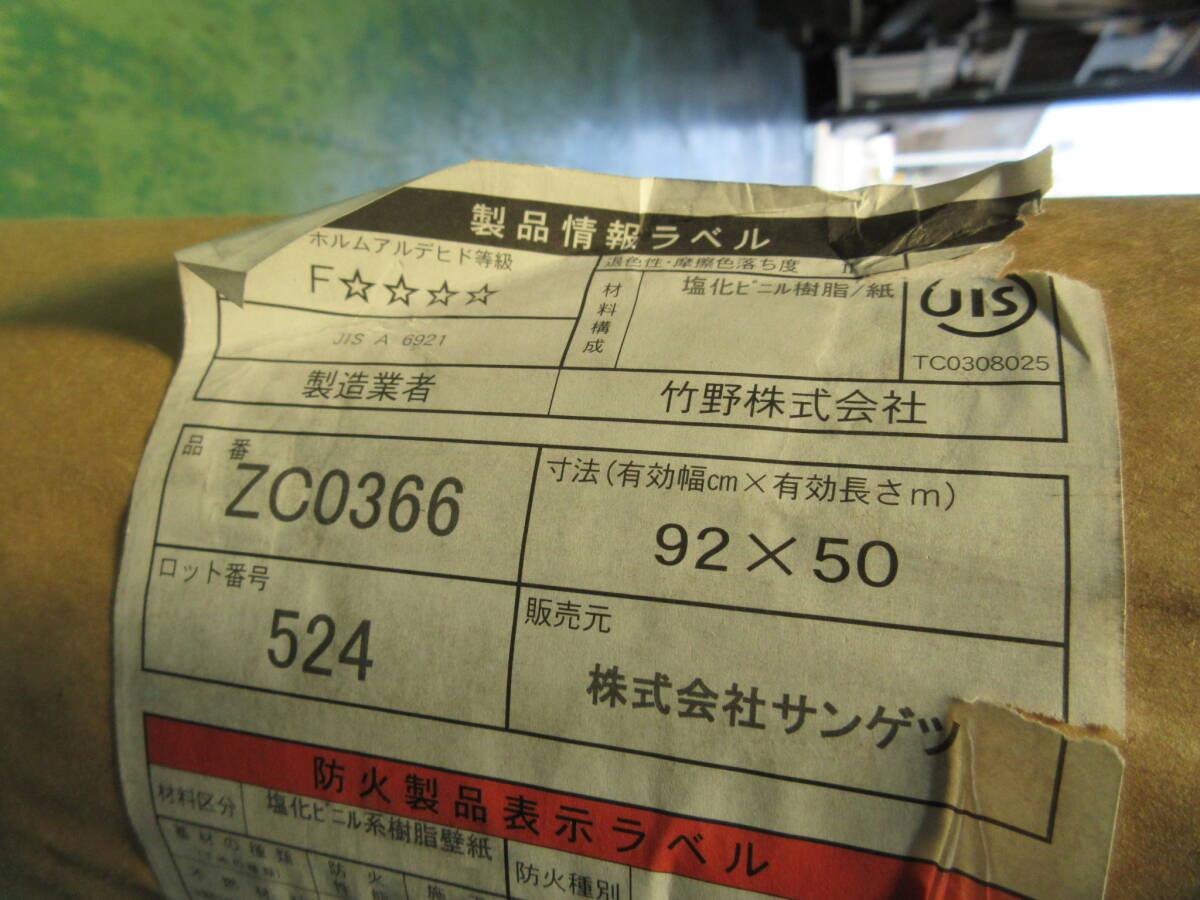 製品情報ラベル
ホルムアルデヒド等級
F☆☆☆☆
JIS A 6921
退色性・摩擦色落ち度
材料構成
塩化ビニル樹脂/紙
JIS
TC0308025
製造業者
竹野株式会社
品番
ZC0366
寸法(有効幅cm×有効長さm)
92×50
ロット番号
524
販売元
株式会社サンゲツ
防火製品表示ラベル
材料区分
塩化ビニル系樹脂壁紙
基材の種類
防火種別